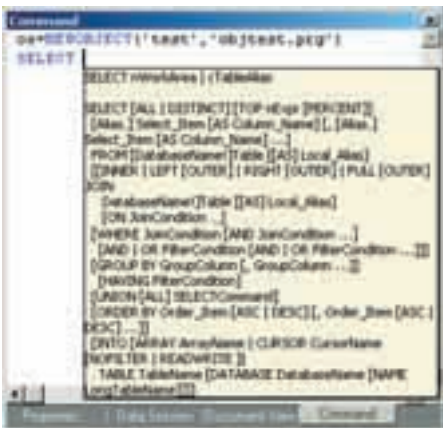 Command
ox=NEWOBJECT('test','objtest.prg')
SELECT
SELECT nWorkArea | cTableAlias
SELECT [ALL | DISTINCT] [TOP nExpr [PERCENT]]
[Alias.] Select_Item [AS Column_Name] [, [Alias.]
Select_Item [AS Column_Name] ...]
FROM [DatabaseName!]Table [[AS] Local_Alias]
[[INNER | LEFT [OUTER] | RIGHT [OUTER] | FULL [OUTER]
JOIN
DatabaseName!]Table [[AS] Local_Alias]
[ON JoinCondition ...]
[WHERE JoinCondition [AND JoinCondition ...]
[AND | OR FilterCondition [AND | OR FilterCondition ...]]]
[GROUP BY GroupColumn [, GroupColumn ...]]
[HAVING FilterCondition]
[UNION [ALL] SELECTCommand]
[ORDER BY Order_Item [ASC | DESC] [, Order_Item [ASC |
DESC] ...]]
[INTO [ARRAY ArrayName | CURSOR CursorName
[NOFILTER | READWRITE ]]
TABLE TableName [DATABASE DatabaseName [NAME
LongTableName]]]
Properties Data Session Document View Command